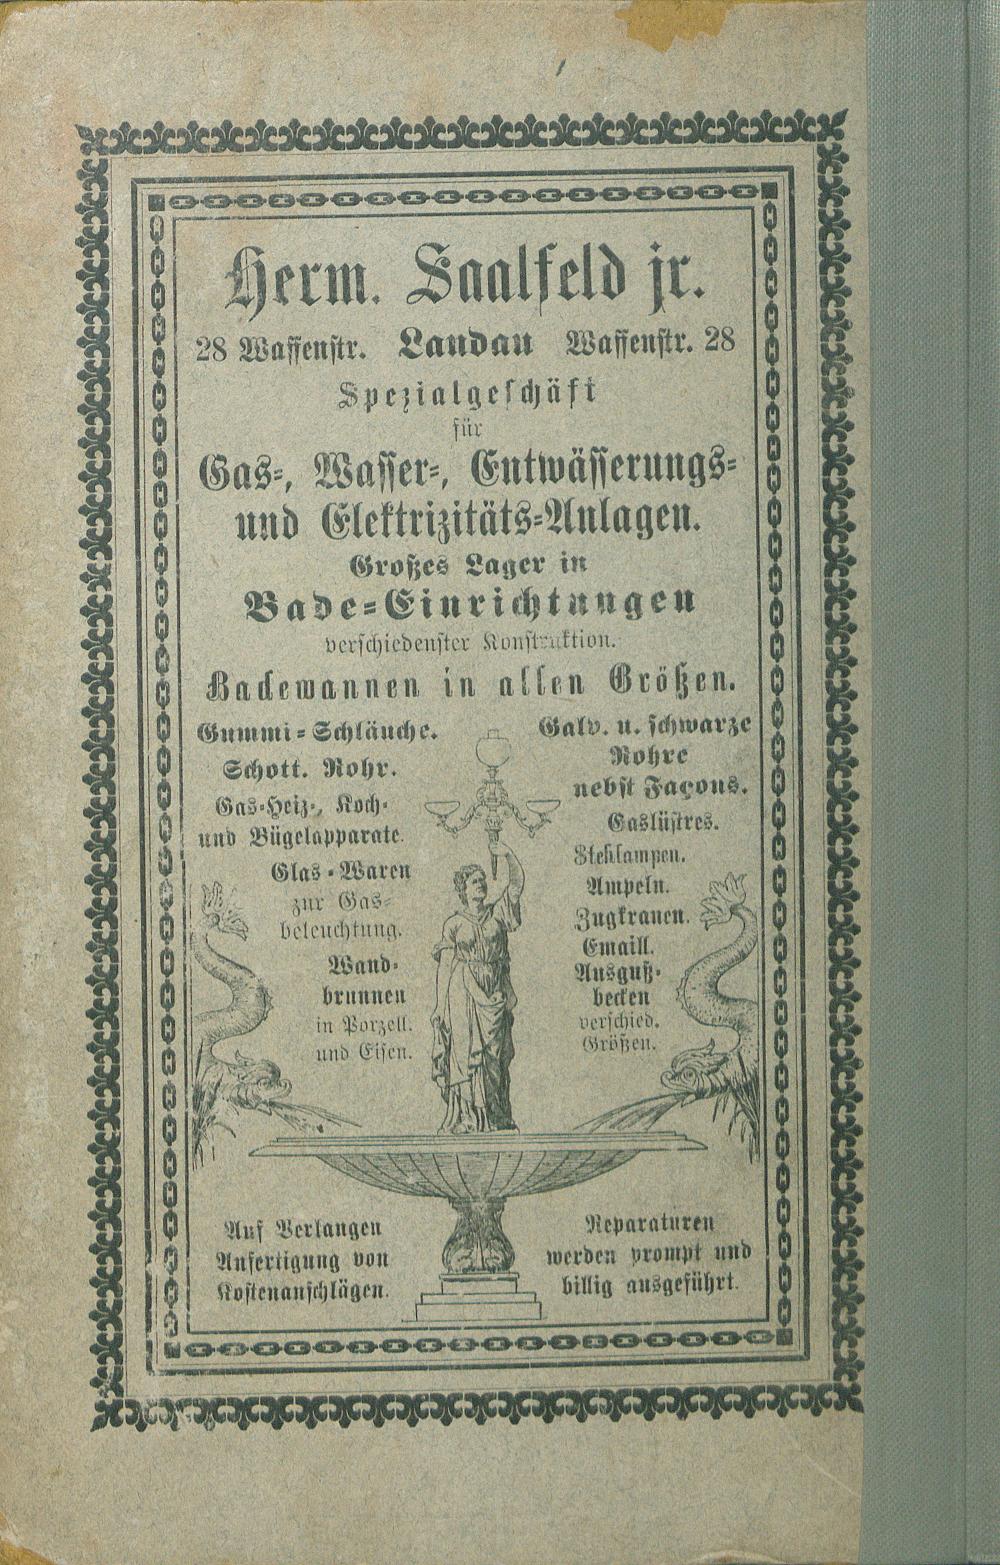 Herm. Saalfeld jr.
28 Waffenstr. Landau Waffenstr. 28
Spezialgeschäft
für
Gas-, Wasser-, Entwässerungs-
und Elektrizitäts-Anlagen.
Großes Lager in
Bade-Einrichtungen
verschiedenster Konstruktion.
Badewannen in allen Größen.
Gummi-Schläuche.
Schott. Rohr.
Gas-Heiz-, Koch-
und Bügelapparate.
Glas-Waren
zur Gas-
beleuchtung.
Wand-
brunnen
in Porzell.
und Eisen.
Galv. u. schwarze
Rohre
nebst Façons.
Gaslüstres.
Stehlampen.
Ampeln.
Zugkranen.
Emaill.
Ausguß-
becken
verschied.
Größen.
Auf Verlangen
Anfertigung von
Kostenanschlägen.
Reparaturen
werden prompt und
billig ausgeführt.